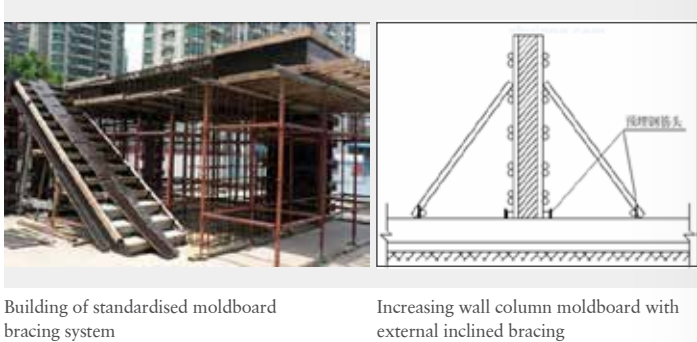 预埋钢筋头
Building of standardised moldboard
bracing system
Increasing wall column moldboard with
external inclined bracing